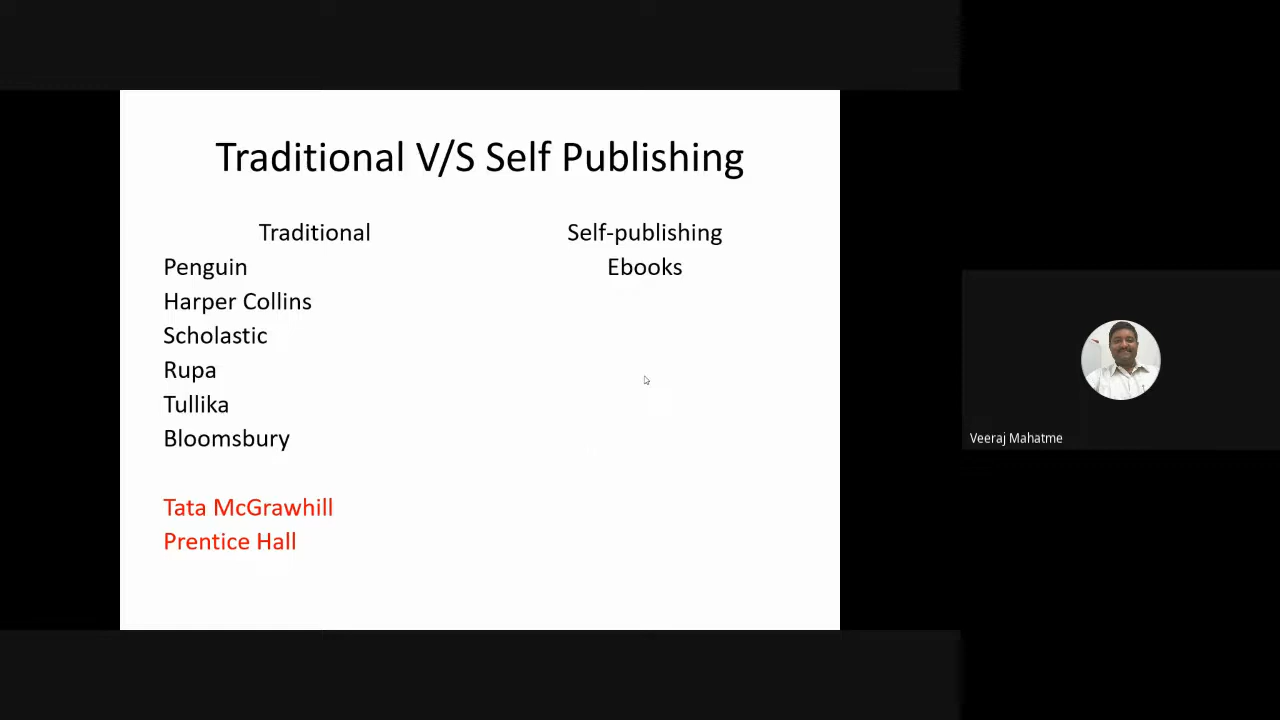 Traditional V/S Self Publishing
Traditional
Penguin
Harper Collins
Scholastic
Rupa
Tullika
Bloomsbury
Tata McGrawhill
Prentice Hall
Self-publishing
Ebooks
Veeraj Mahatme